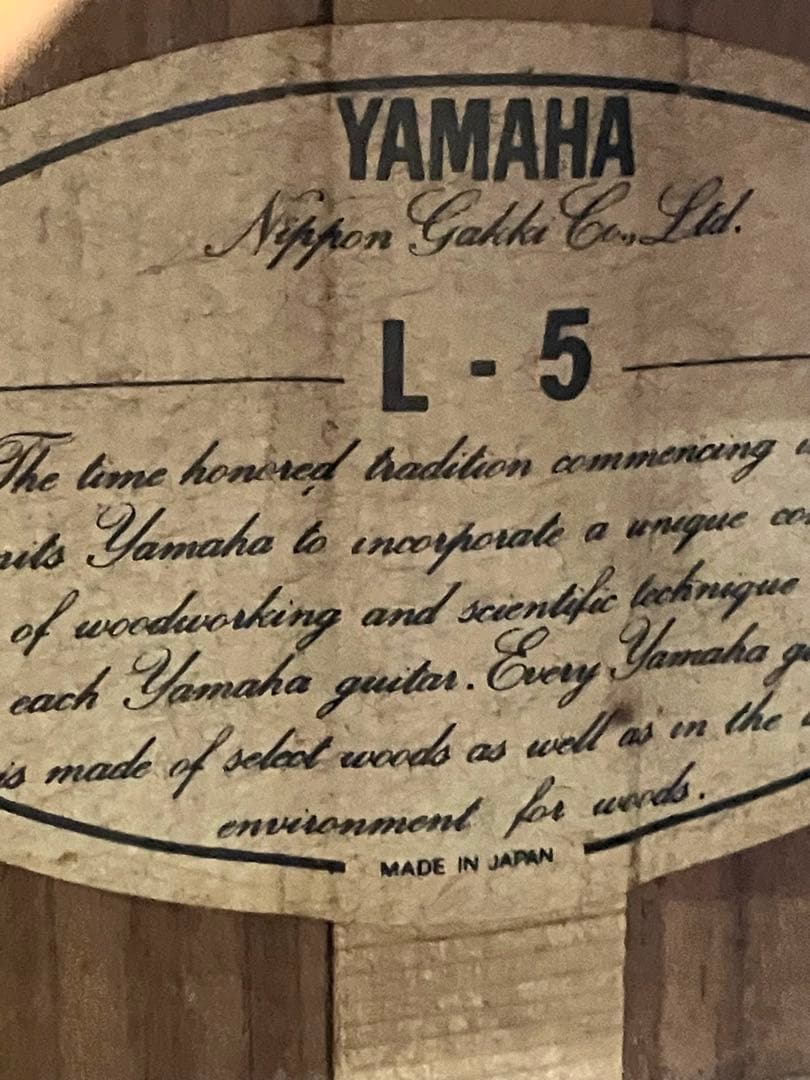 YAMAHA
Nippon Gakki Co., Ltd.
L - 5
The time honored tradition commencing
Yamaha to incorporate a unique
of woodworking and scientific technique
each Yamaha guitar. Every Yamaha
is made of select woods as well as in the
environment for woods.
MADE IN JAPAN